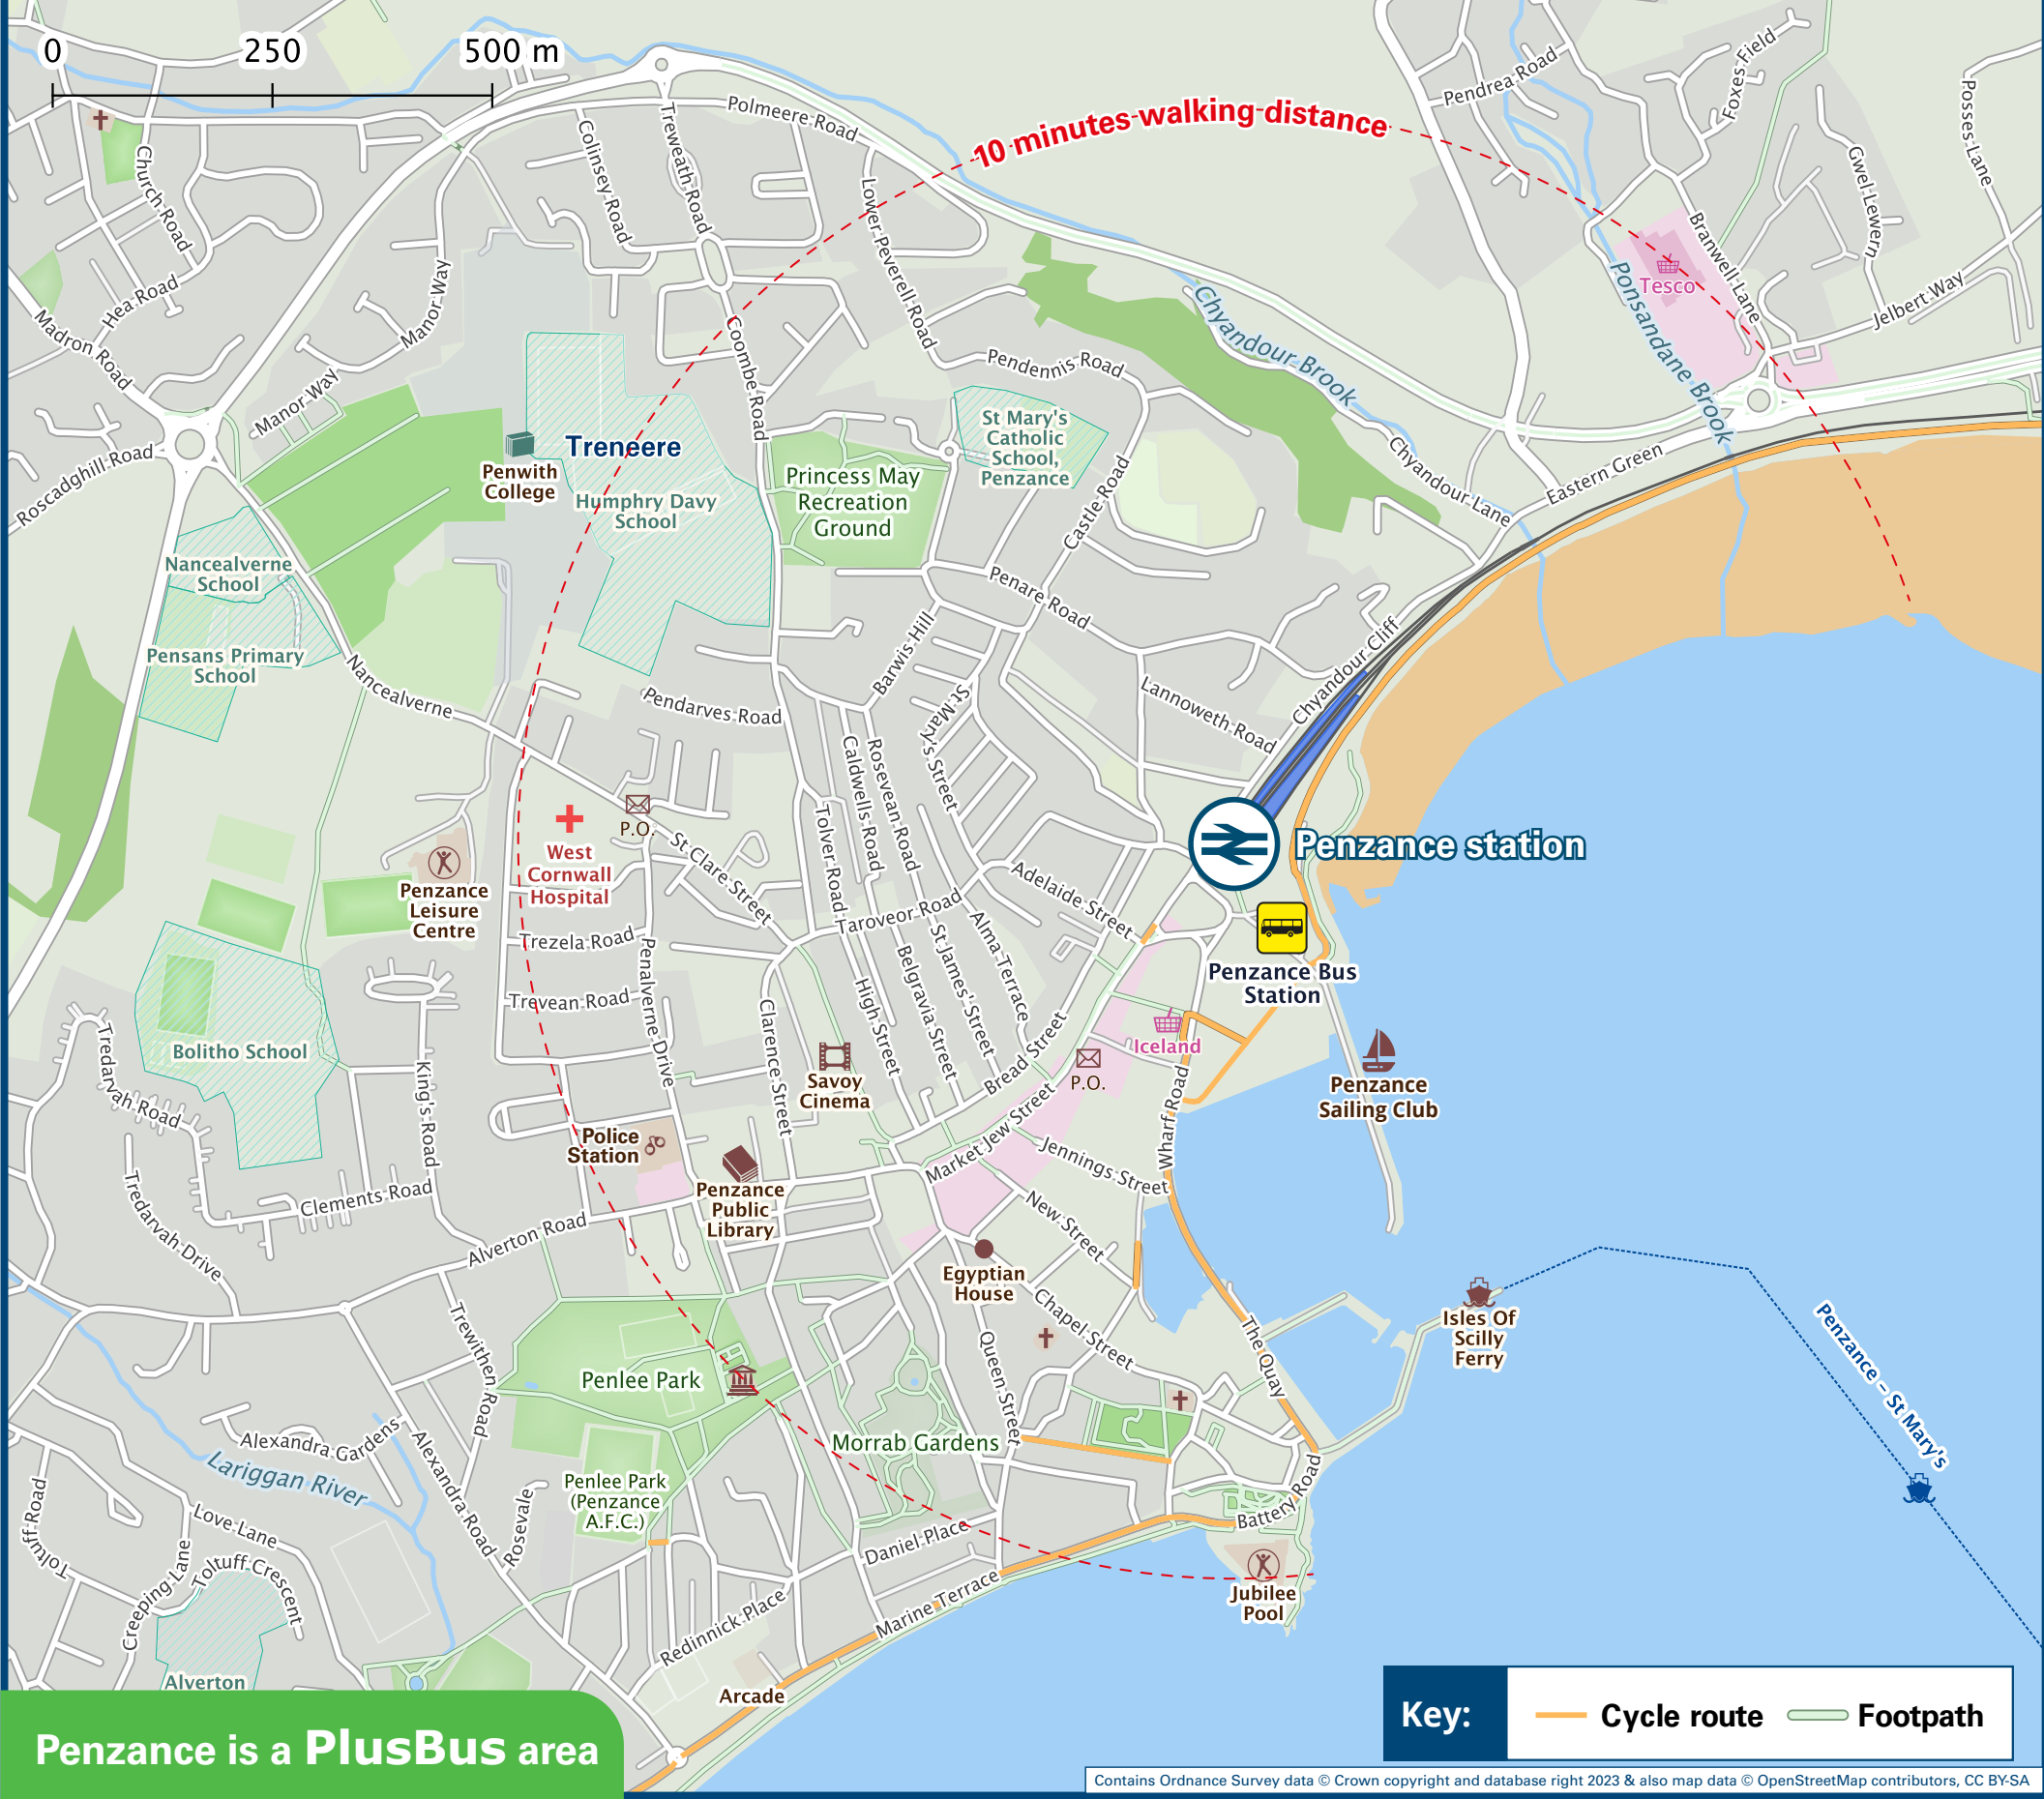 0 250 500 m
10 minutes walking distance
Polmeere Road
Colinsey Road
Treweath Road
Lower Peverell Road
Church Road
Hea Road
Madron Road
Manor Way
Manor Way
Roscadghill Road
Coombe Road
Pendrea Road
Foxes Field
Posses Lane
Gwel Lewern
Branwell Lane
Jelbert Way
Tesco
Ponsandane Brook
Chyandour Brook
Chyandour Lane
Eastern Green
Pendennis Road
St Mary's
Catholic
School,
Penzance
Castle Road
Princess May
Recreation
Ground
Treneere
Penwith
College
Humphry Davy
School
Nancealverne
School
Pensans Primary
School
Nancealverne
Penare Road
Barwis Hill
Pendarves Road
St Mary's Street
Lannoweth Road
Chyandour Cliff
Caldwells Road
Rosevean Road
Tolver Road
P.O.
West
Cornwall
Hospital
St Clare Street
Penzance
Leisure
Centre
Penzance station
Adelaide Street
Taroveor Road
Trezela Road
Trevean Road
Penalverne Drive
Alma Terrace
St James' Street
Belgravia Street
High Street
Clarence Street
Penzance Bus
Station
Bread Street
Iceland
P.O.
Penzance
Sailing Club
Savoy
Cinema
Bolitho School
Tredarvah Road
King's Road
Police
Station
Penzance
Public
Library
Market Jew Street
Jennings Street
Wharf Road
New Street
Tredarvah Drive
Clements Road
Alverton Road
Egyptian
House
Chapel Street
Queen Street
The Quay
Isles Of
Scilly
Ferry
Penzance – St Mary's
Trewithen Road
Penlee Park
Morrab Gardens
Alexandra Gardens
Alexandra Road
Lariggan River
Penlee Park
(Penzance
A.F.C.)
Rosevale
Love Lane
Toltuff Road
Toltuff Crescent
Creeping Lane
Daniel Place
Battery Road
Jubilee
Pool
Marine Terrace
Redinnick Place
Alverton
Arcade
Penzance is a PlusBus area
Key: Cycle route Footpath
Contains Ordnance Survey data © Crown copyright and database right 2023 & also map data © OpenStreetMap contributors, CC BY-SA